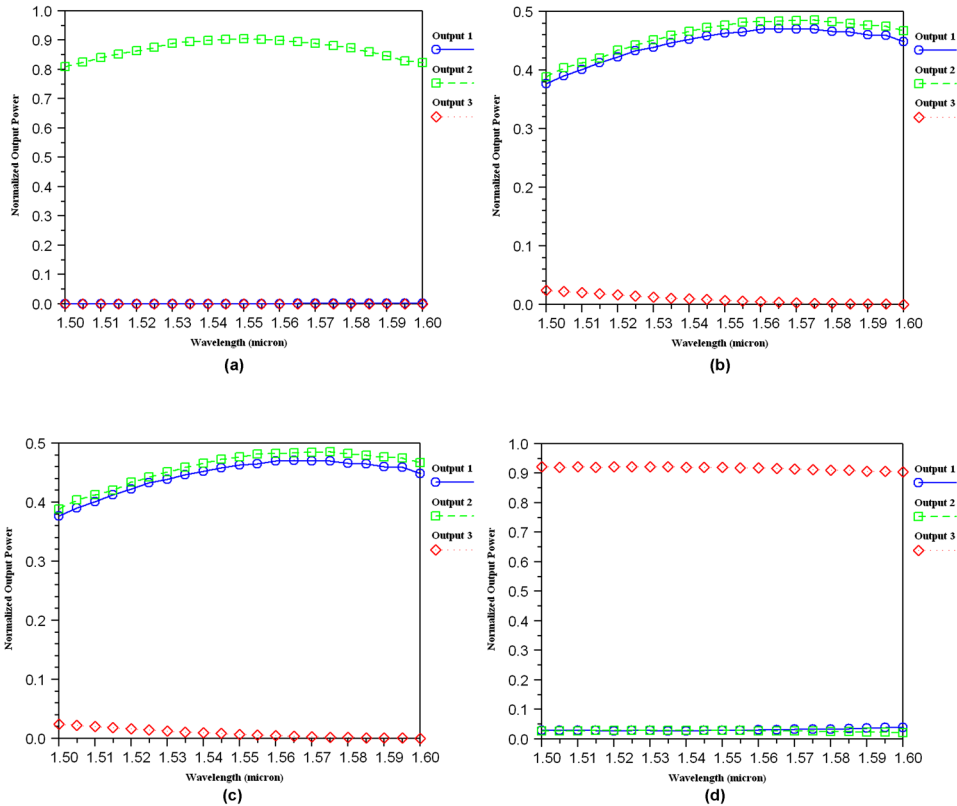 1.0
0.9
0.8
0.7
0.6
0.5
0.4
0.3
0.2
0.1
0.0
1.50 1.51 1.52 1.53 1.54 1.55 1.56 1.57 1.58 1.59 1.60
Normalized Output Power
Wavelength (micron)
Output 1
Output 2
Output 3
(a)
0.5
0.4
0.3
0.2
0.1
0.0
1.50 1.51 1.52 1.53 1.54 1.55 1.56 1.57 1.58 1.59 1.60
Normalized Output Power
Wavelength (micron)
Output 1
Output 2
Output 3
(b)
0.5
0.4
0.3
0.2
0.1
0.0
1.50 1.51 1.52 1.53 1.54 1.55 1.56 1.57 1.58 1.59 1.60
Normalized Output Power
Wavelength (micron)
Output 1
Output 2
Output 3
(c)
1.0
0.9
0.8
0.7
0.6
0.5
0.4
0.3
0.2
0.1
0.0
1.50 1.51 1.52 1.53 1.54 1.55 1.56 1.57 1.58 1.59 1.60
Normalized Output Power
Wavelength (micron)
Output 1
Output 2
Output 3
(d)